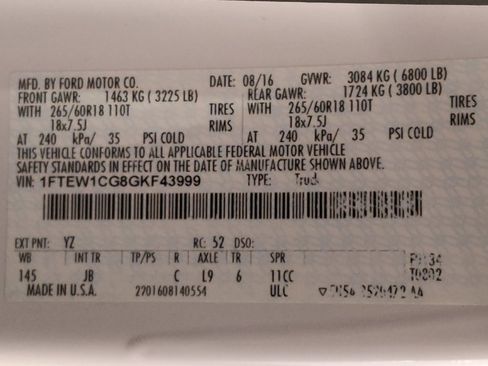 MFD. BY FORD MOTOR CO. DATE: 08/16 GVWR: 3084 KG ( 6800 LB)
FRONT GAWR: 1463 KG ( 3225 LB) REAR GAWR: 1724 KG ( 3800 LB)
WITH 265/60R18 110T TIRES WITH 265/60R18 110T TIRES
18x7.5J RIMS 18x7.5J RIMS
AT 240 kPa/ 35 PSI COLD AT 240 kPa/ 35 PSI COLD
THIS VEHICLE CONFORMS TO ALL APPLICABLE FEDERAL MOTOR VEHICLE
SAFETY STANDARDS IN EFFECT ON THE DATE OF MANUFACTURE SHOWN ABOVE.
VIN: 1FTEW1CG8GKF43999 TYPE: Truck
EXT PNT: YZ RC: 52 DSO:
WB INT TR TP/PS R AXLE TR SPR
145 JB C L9 6 11CC
MADE IN U.S.A. 2201608140554 ULC